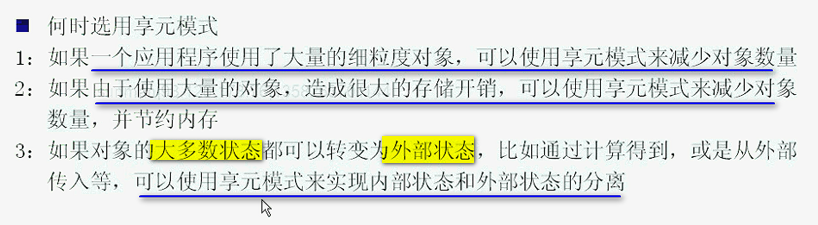 ■ 何时选用享元模式
1：如果一个应用程序使用了大量的细粒度对象，可以使用享元模式来减少对象数量
2：如果由于使用大量的对象，造成很大的存储开销，可以使用享元模式来减少对象
数量，并节约内存
3：如果对象的大多数状态都可以转变为外部状态，比如通过计算得到，或是从外部
传入等，可以使用享元模式来实现内部状态和外部状态的分离